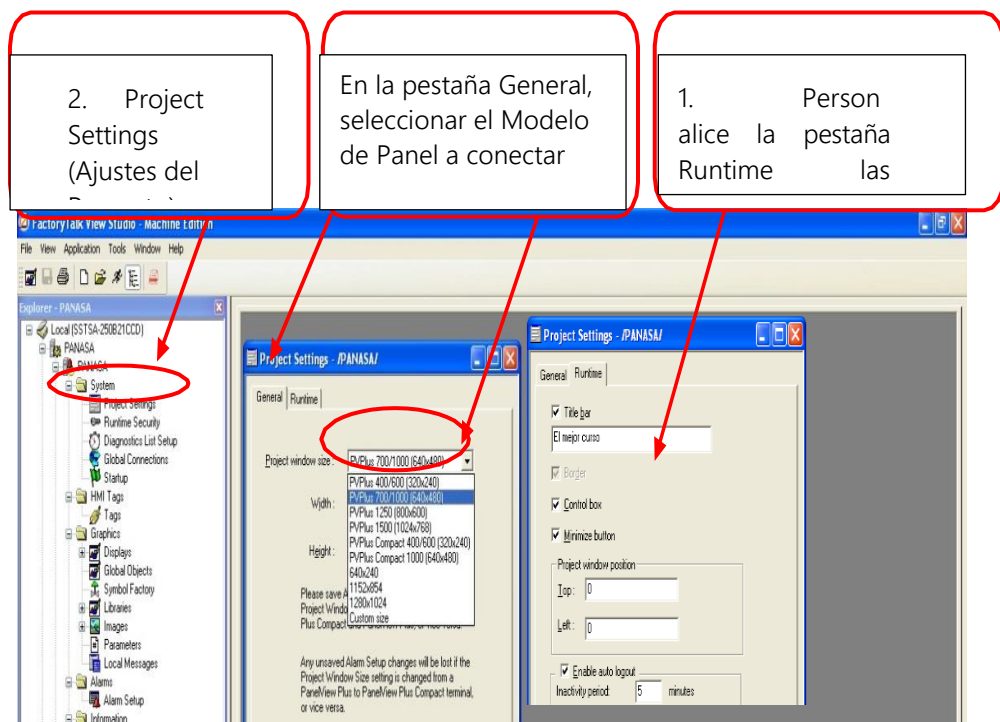 2. Project
Settings
(Ajustes del
En la pestaña General,
seleccionar el Modelo
de Panel a conectar
1. Person
alice la pestaña
Runtime las
FactoryTalk View Studio - Machine Edition
File View Application Tools Window Help
Explorer - PANASA
Local (SSTSA-250B21CCD)
PANASA
PANASA
System
Project Settings
Runtime Security
Diagnostics List Setup
Global Connections
Startup
HMI Tags
Tags
Graphics
Displays
Global Objects
Symbol Factory
Libraries
Images
Parameters
Local Messages
Alarms
Alarm Setup
Information
Project Settings - /PANASA/
General Runtime
Project window size: PVPlus 700/1000 (640x480)
PVPlus 400/600 (320x240)
PVPlus 700/1000 (640x480)
PVPlus 1250 (800x600)
PVPlus 1500 (1024x768)
PVPlus Compact 400/600 (320x240)
PVPlus Compact 1000 (640x480)
640x240
1152x854
1280x1024
Custom size
Width:
Height:
Please save A
Project Windo
Plus Compact
Any unsaved Alarm Setup changes will be lost if the
Project Window Size setting is changed from a
PanelView Plus to PanelView Plus Compact terminal,
or vice versa.
Project Settings - /PANASA/
General Runtime
Title bar
El mejor curso
Border
Control box
Minimize button
Project window position
Top: 0
Left: 0
Enable auto logout
Inactivity period: 5 minutes